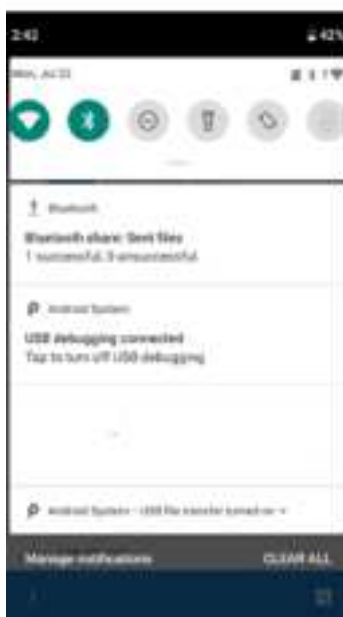 2:42
42%
Mon, Jul 22
Bluetooth
Bluetooth share: Sent files
1 successful, 0 unsuccessful.
Android System
USB debugging connected
Tap to turn off USB debugging
Android System • USB file transfer turned on
Manage notifications
CLEAR ALL